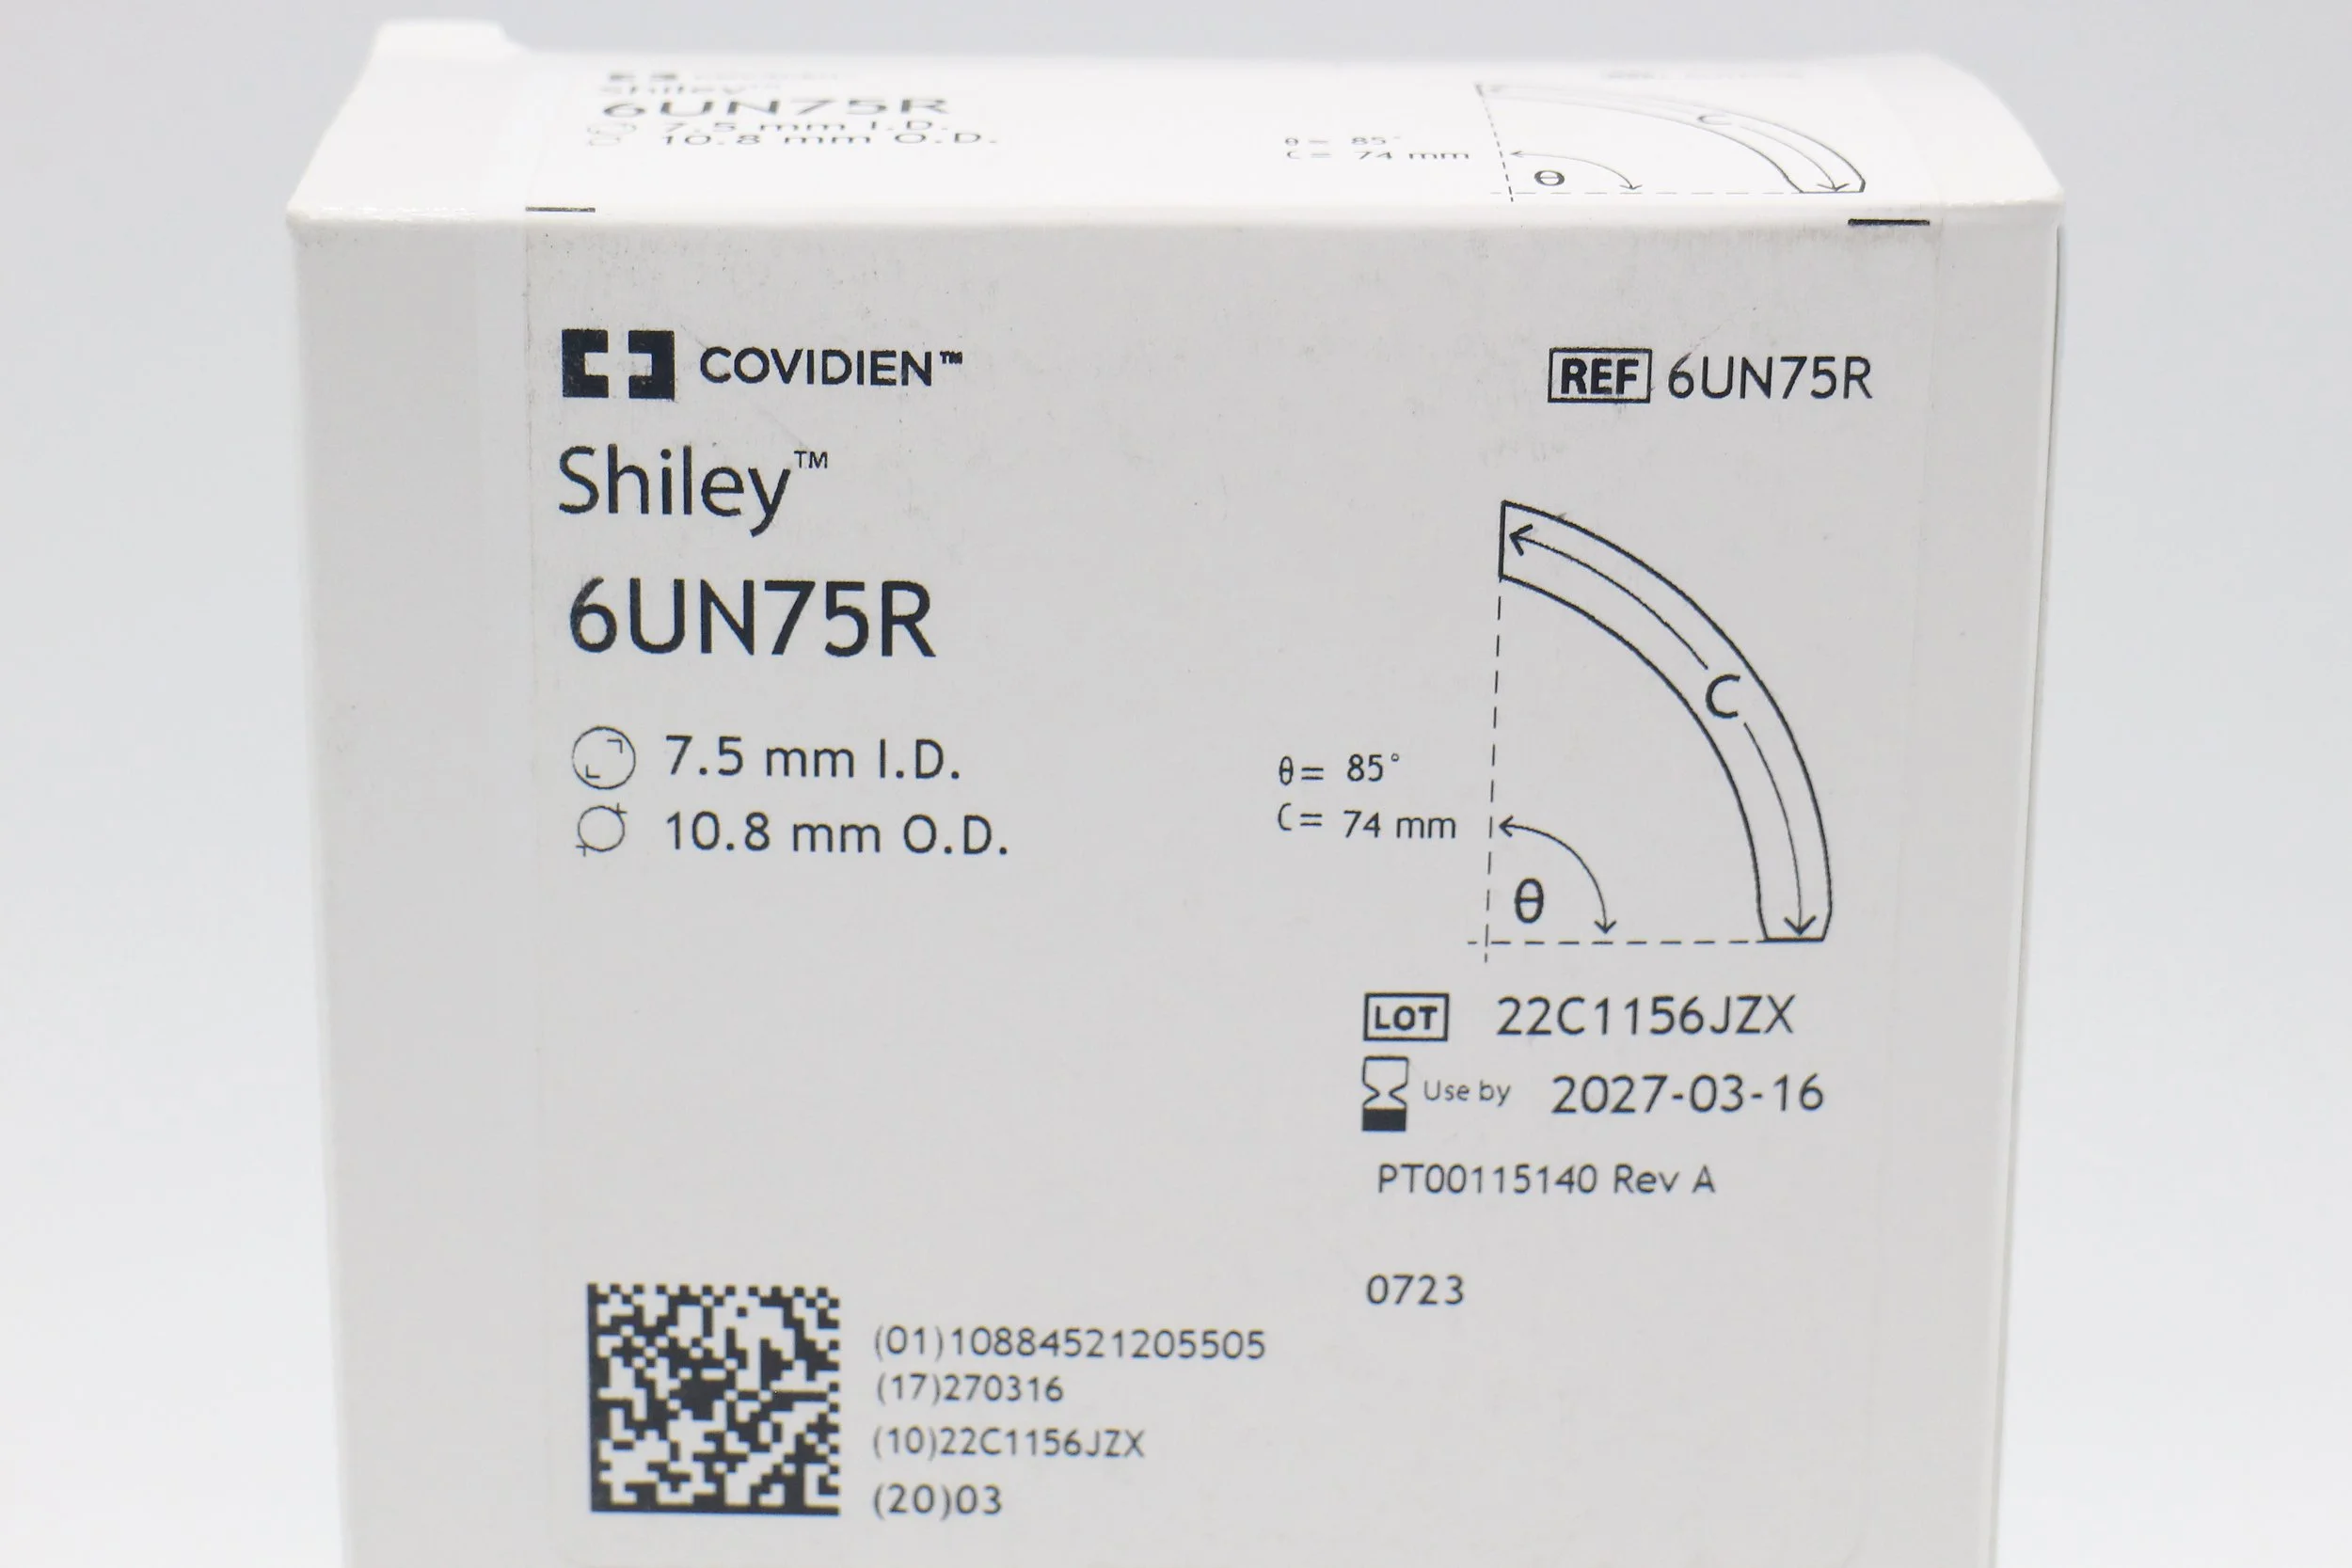 COVIDIEN
Shiley™
6UN75R
7.5 mm I.D.
10.8 mm O.D.
θ = 85°
C = 74 mm
C
θ
COVIDIEN™
REF 6UN75R
Shiley™
6UN75R
7.5 mm I.D.
10.8 mm O.D.
C
θ= 85°
C= 74 mm
θ
LOT 22C1156JZX
Use by 2027-03-16
PT00115140 Rev A
0723
(01)10884521205505
(17)270316
(10)22C1156JZX
(20)03